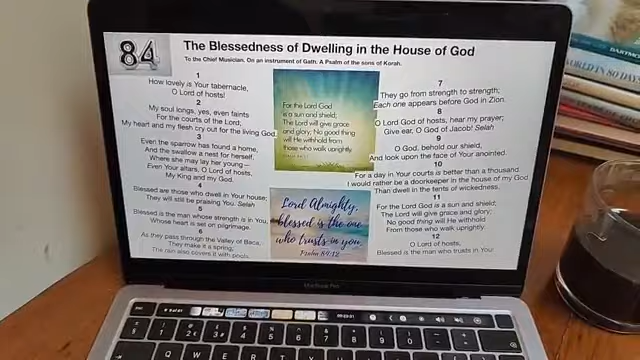 84
The Blessedness of Dwelling in the House of God
To the Chief Musician. On an instrument of Gath. A Psalm of the sons of Korah.
1
How lovely is Your tabernacle,
O Lord of hosts!
2
My soul longs, yes, even faints
For the courts of the Lord;
My heart and my flesh cry out for the living God.
3
Even the sparrow has found a home,
And the swallow a nest for herself,
Where she may lay her young—
Even Your altars, O Lord of hosts,
My King and my God.
4
Blessed are those who dwell in Your house;
They will still be praising You. Selah
5
Blessed is the man whose strength is in You,
Whose heart is set on pilgrimage.
6
As they pass through the Valley of Baca,
They make it a spring;
The rain also covers it with pools.
For the Lord God
is a sun and shield;
The Lord will give grace
and glory; No good thing
will He withhold from
those who walk uprightly.
Lord Almighty,
blessed is the one
who trusts in you.
Psalm 84:12
7
They go from strength to strength;
Each one appears before God in Zion.
8
O Lord God of hosts, hear my prayer;
Give ear, O God of Jacob! Selah
9
O God, behold our shield,
And look upon the face of Your anointed.
10
For a day in Your courts is better than a thousand.
I would rather be a doorkeeper in the house of my God
Than dwell in the tents of wickedness.
11
For the Lord God is a sun and shield;
The Lord will give grace and glory;
No good thing will He withhold
From those who walk uprightly.
12
O Lord of hosts,
Blessed is the man who trusts in You!
MacBook Pro
WORLD IN SO DAYS